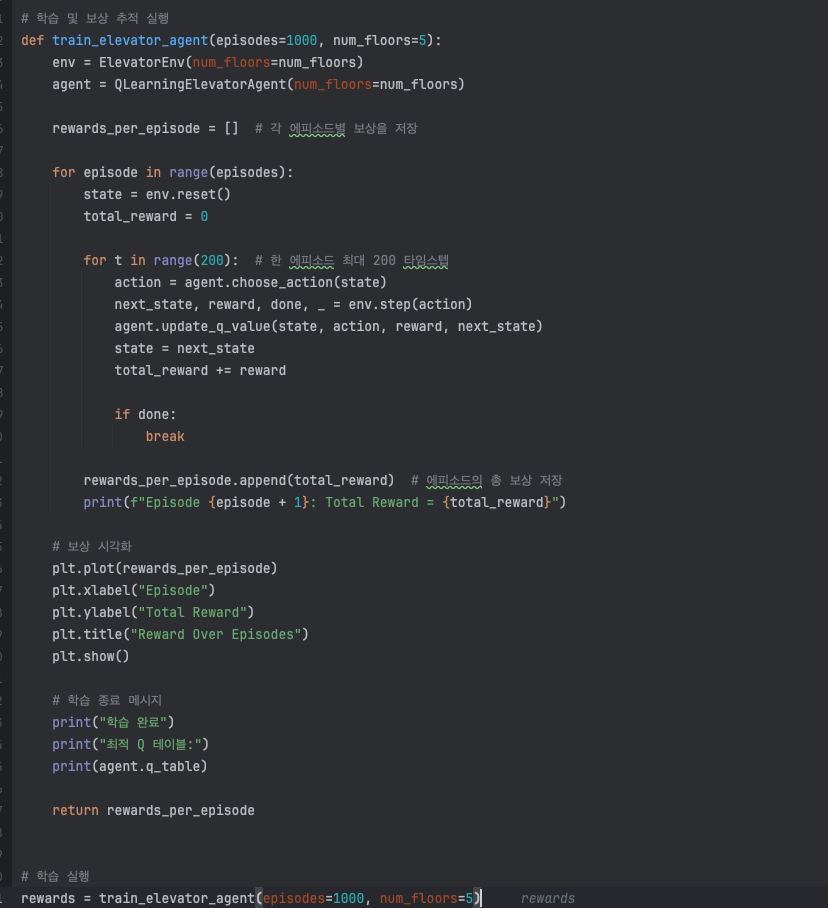 # 학습 및 보상 추적 실행
def train_elevator_agent(episodes=1000, num_floors=5):
    env = ElevatorEnv(num_floors=num_floors)
    agent = QLearningElevatorAgent(num_floors=num_floors)
    rewards_per_episode = []  # 각 에피소드별 보상을 저장
    for episode in range(episodes):
        state = env.reset()
        total_reward = 0
        for t in range(200):  # 한 에피소드 최대 200 타임스텝
            action = agent.choose_action(state)
            next_state, reward, done, _ = env.step(action)
            agent.update_q_value(state, action, reward, next_state)
            state = next_state
            total_reward += reward
            if done:
                break
        rewards_per_episode.append(total_reward)  # 에피소드의 총 보상 저장
        print(f"Episode {episode + 1}: Total Reward = {total_reward}")
    # 보상 시각화
    plt.plot(rewards_per_episode)
    plt.xlabel("Episode")
    plt.ylabel("Total Reward")
    plt.title("Reward Over Episodes")
    plt.show()
    # 학습 종료 메시지
    print("학습 완료")
    print("최적 Q 테이블:")
    print(agent.q_table)
    return rewards_per_episode
# 학습 실행
rewards = train_elevator_agent(episodes=1000, num_floors=5)    rewards